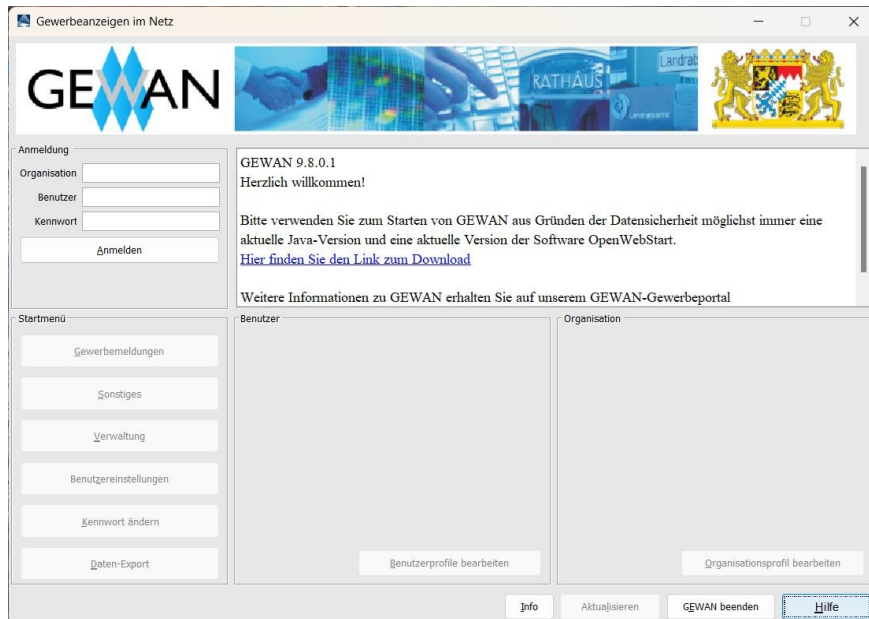 Gewerbeanzeigen im Netz
GEWAN
RATHAUS
Landrats
Landratsamt
Anmeldung
Organisation
Benutzer
Kennwort
Anmelden
GEWAN 9.8.0.1
Herzlich willkommen!
Bitte verwenden Sie zum Starten von GEWAN aus Gründen der Datensicherheit möglichst immer eine
aktuelle Java-Version und eine aktuelle Version der Software OpenWebStart.
Hier finden Sie den Link zum Download
Weitere Informationen zu GEWAN erhalten Sie auf unserem GEWAN-Gewerbeportal
Startmenü
Gewerbemeldungen
Sonstiges
Verwaltung
Benutzereinstellungen
Kennwort ändern
Daten-Export
Benutzer
Benutzerprofile bearbeiten
Organisation
Organisationsprofil bearbeiten
Info
Aktualisieren
GEWAN beenden
Hilfe